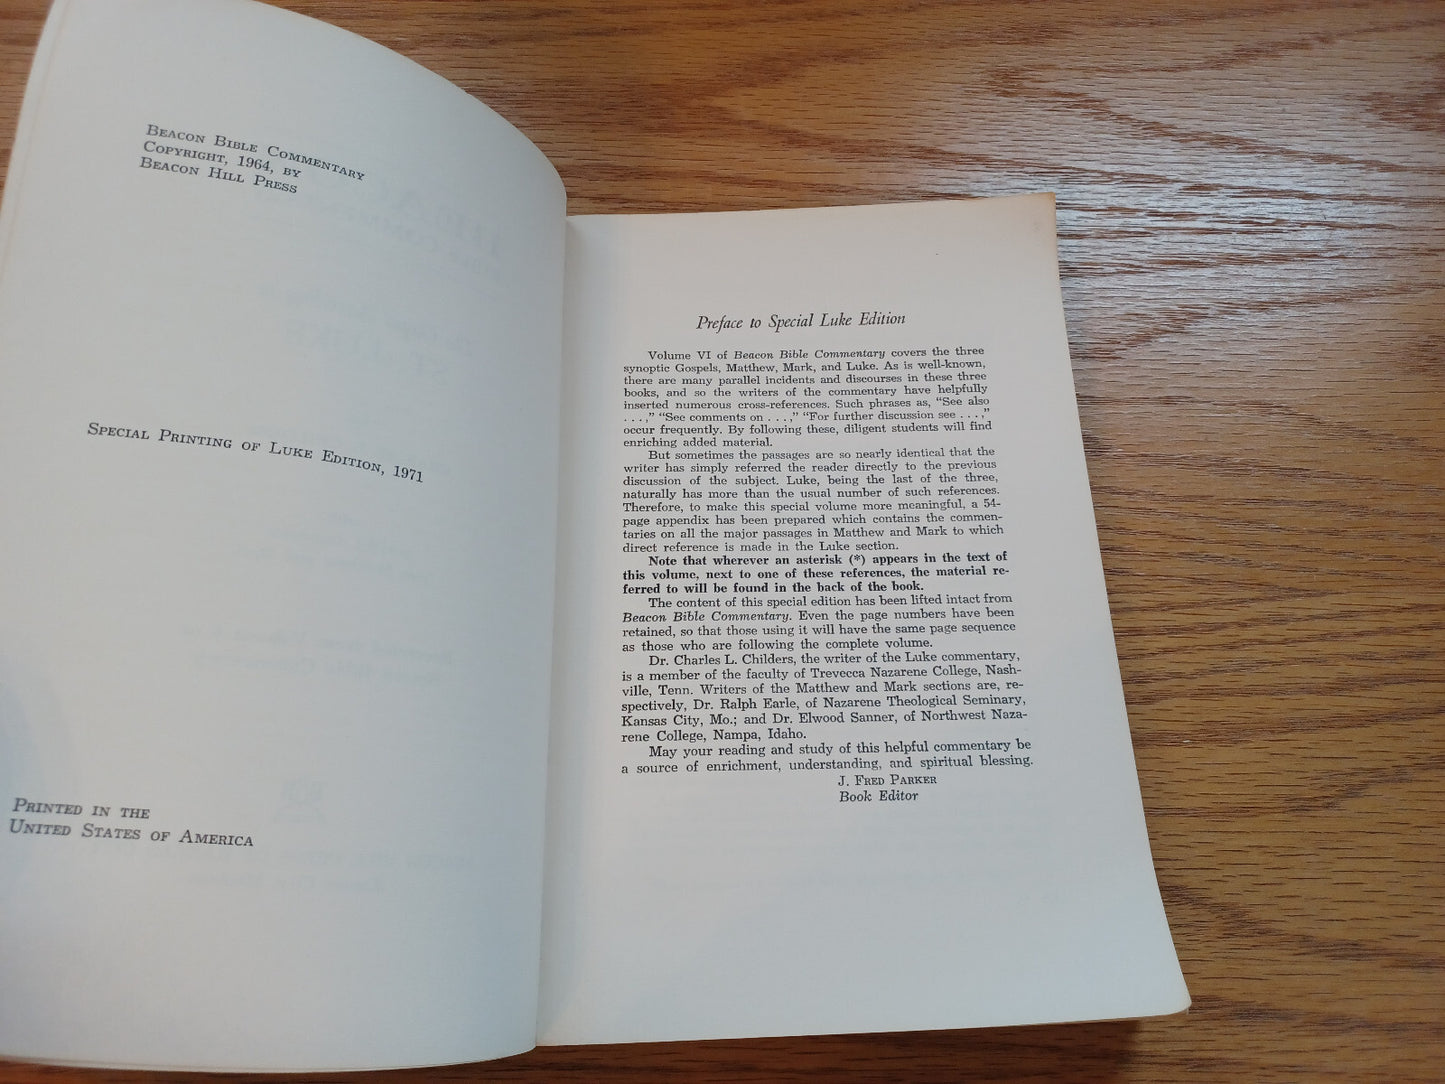 BEACON BIBLE COMMENTARY
COPYRIGHT, 1964, BY
BEACON HILL PRESS
SPECIAL PRINTING OF LUKE EDITION, 1971
PRINTED IN THE
UNITED STATES OF AMERICA
Preface to Special Luke Edition
Volume VI of Beacon Bible Commentary covers the three
synoptic Gospels, Matthew, Mark, and Luke. As is well-known,
there are many parallel incidents and discourses in these three
books, and so the writers of the commentary have helpfully
inserted numerous cross-references. Such phrases as, "See also
. . . ," "See comments on . . . ," "For further discussion see . . . ,"
occur frequently. By following these, diligent students will find
enriching added material.
But sometimes the passages are so nearly identical that the
writer has simply referred the reader directly to the previous
discussion of the subject. Luke, being the last of the three,
naturally has more than the usual number of such references.
Therefore, to make this special volume more meaningful, a 54-
page appendix has been prepared which contains the commen-
taries on all the major passages in Matthew and Mark to which
direct reference is made in the Luke section.
Note that wherever an asterisk (*) appears in the text of
this volume, next to one of these references, the material re-
ferred to will be found in the back of the book.
The content of this special edition has been lifted intact from
Beacon Bible Commentary. Even the page numbers have been
retained, so that those using it will have the same page sequence
as those who are following the complete volume.
Dr. Charles L. Childers, the writer of the Luke commentary,
is a member of the faculty of Trevecca Nazarene College, Nash-
ville, Tenn. Writers of the Matthew and Mark sections are, re-
spectively, Dr. Ralph Earle, of Nazarene Theological Seminary,
Kansas City, Mo.; and Dr. Elwood Sanner, of Northwest Naza-
rene College, Nampa, Idaho.
May your reading and study of this helpful commentary be
a source of enrichment, understanding, and spiritual blessing.
J. FRED PARKER
Book Editor